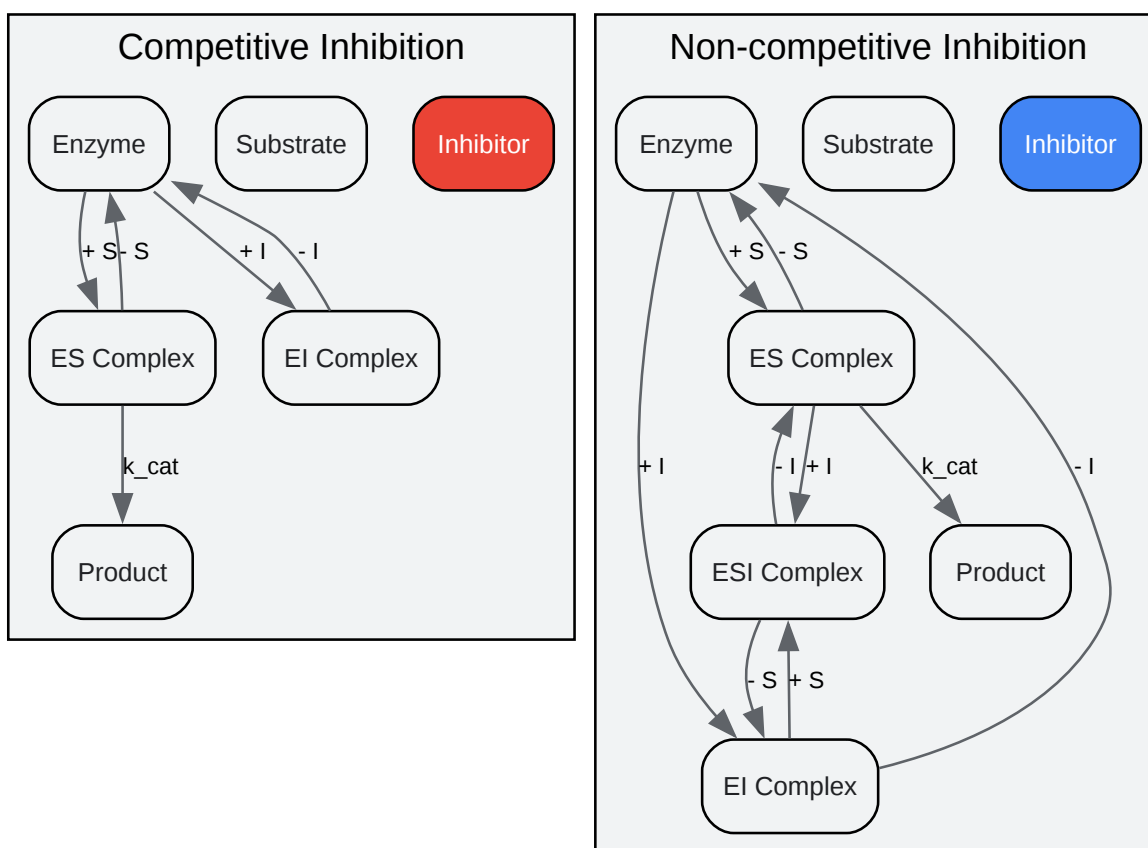 Competitive Inhibition
Enzyme
Substrate
Inhibitor
+ S
- S
+ I
- I
ES Complex
EI Complex
k_cat
Product
Non-competitive Inhibition
Enzyme
Substrate
Inhibitor
+ S
- S
ES Complex
+ I
- I
+ I
k_cat
- I
ESI Complex
Product
- S
+ S
EI Complex